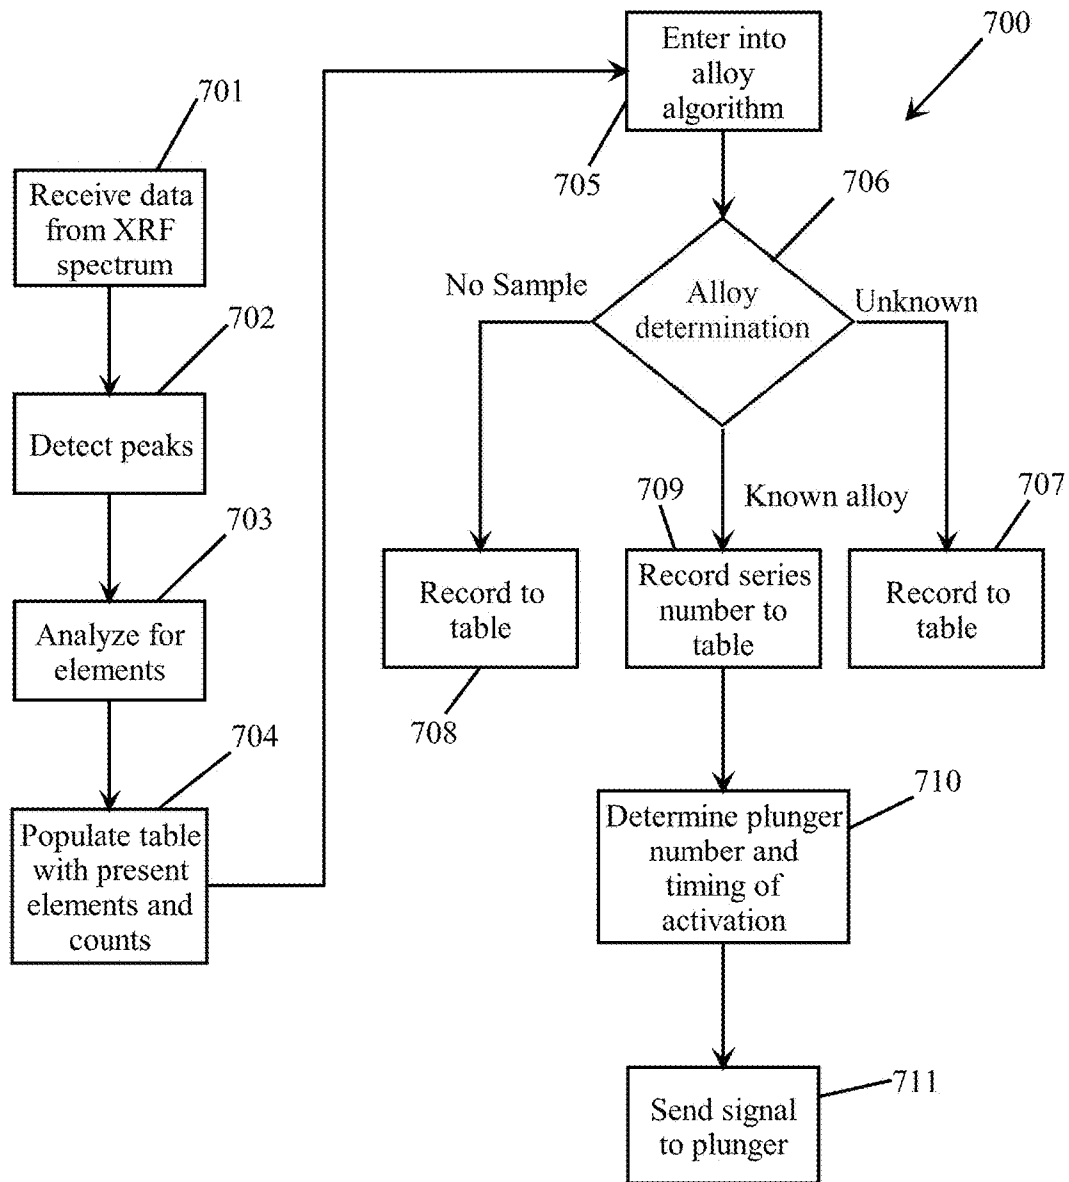 700
701
Receive data
from XRF
spectrum
702
Detect peaks
703
Analyze for
elements
704
Populate table
with present
elements and
counts
Enter into
alloy
algorithm
705
706
Alloy
determination
No Sample
Unknown
Known alloy
708
Record to
table
709
Record series
number to
table
707
Record to
table
710
Determine plunger
number and
timing of
activation
711
Send signal
to plunger